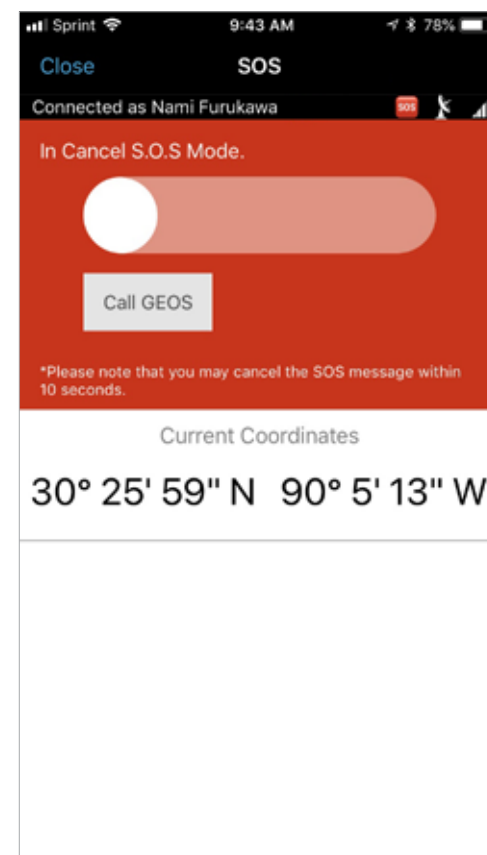 Sprint 9:43 AM 78%
Close SOS
Connected as Nami Furukawa SOS
In Cancel S.O.S Mode.
Call GEOS
*Please note that you may cancel the SOS message within
10 seconds.
Current Coordinates
30° 25' 59" N 90° 5' 13" W